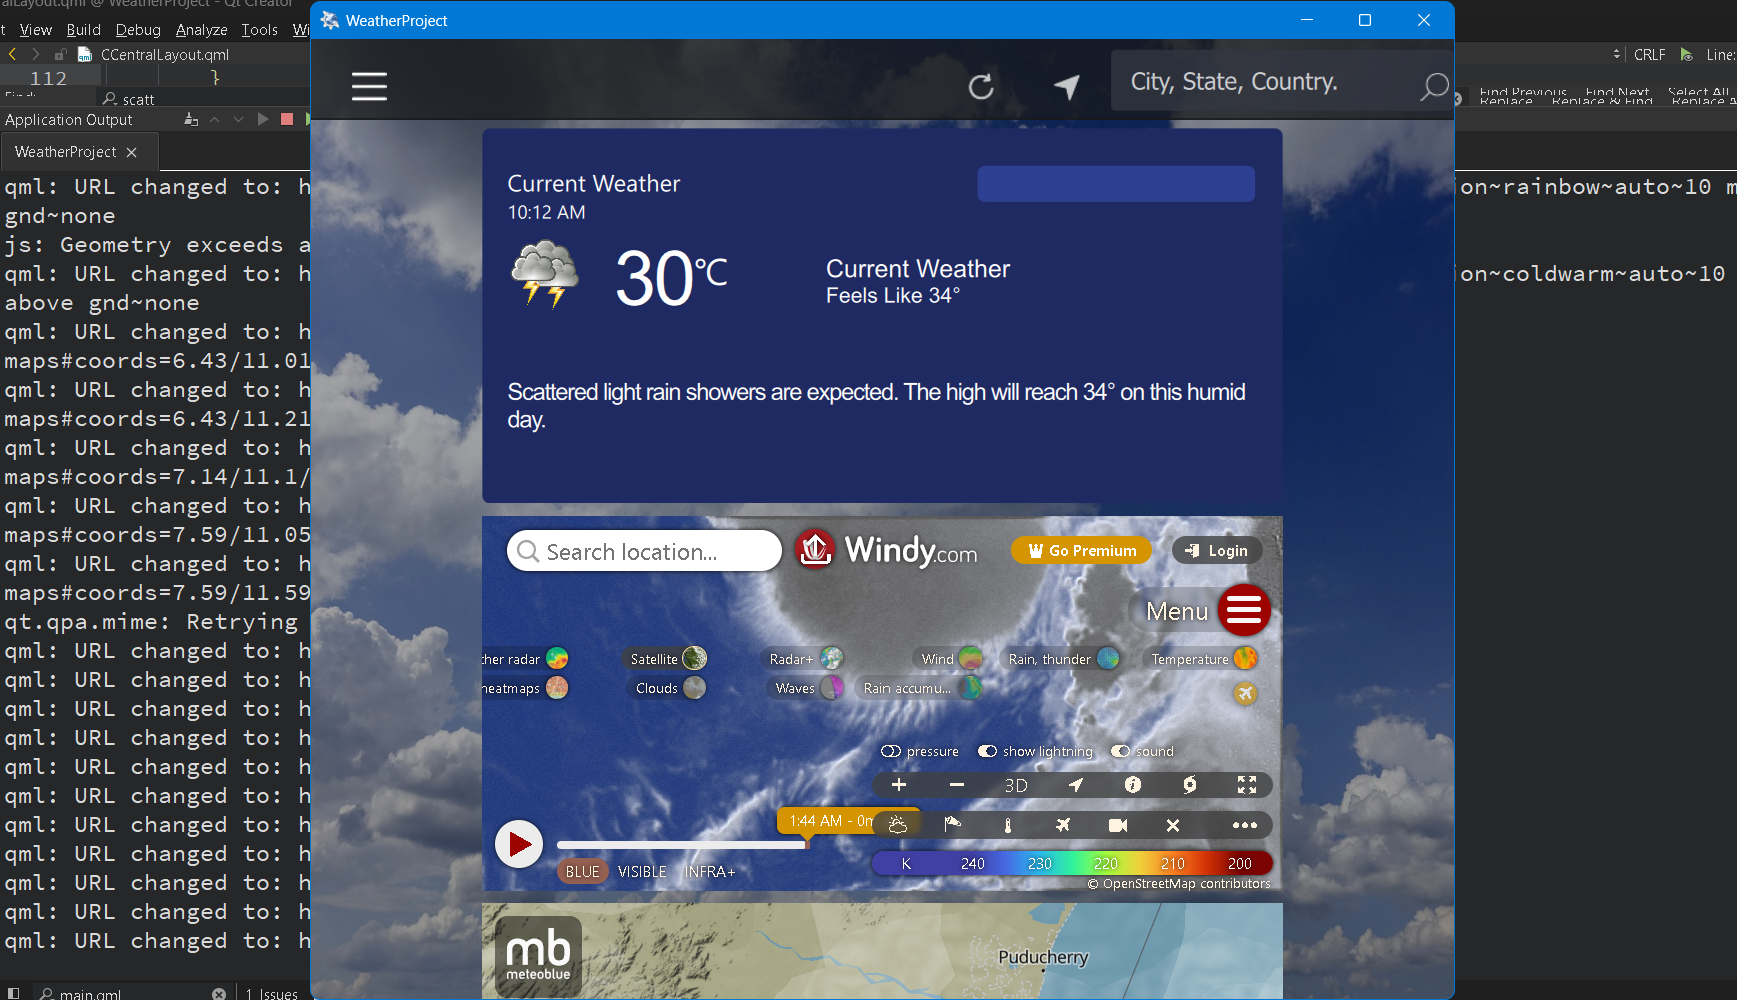 alLayout.qml @ WeatherProject - Qt Creator
t View Build Debug Analyze Tools Wi
CCentralLayout.qml
CRLF Line:
112 }
Find: scatt
Find Previous Find Next Select All
Replace Replace & Find Replace A
Application Output
WeatherProject
qml: URL changed to: h
ion~rainbow~auto~10 m
gnd~none
js: Geometry exceeds a
qml: URL changed to: h
ion~coldwarm~auto~10
above gnd~none
qml: URL changed to: h
maps#coords=6.43/11.01
qml: URL changed to: h
maps#coords=6.43/11.21
qml: URL changed to: h
maps#coords=7.14/11.1/
qml: URL changed to: h
maps#coords=7.59/11.05
qml: URL changed to: h
maps#coords=7.59/11.59
qt.qpa.mime: Retrying
qml: URL changed to: h
qml: URL changed to: h
qml: URL changed to: h
qml: URL changed to: h
qml: URL changed to: h
qml: URL changed to: h
qml: URL changed to: h
qml: URL changed to: h
qml: URL changed to: h
qml: URL changed to: h
qml: URL changed to: h
main.qml 1 Issues
WeatherProject
City, State, Country.
Current Weather
10:12 AM
30°C
Current Weather
Feels Like 34°
Scattered light rain showers are expected. The high will reach 34° on this humid
day.
Search location...
Windy.com
Go Premium
Login
Menu
her radar Satellite Radar+ Wind Rain, thunder Temperature
heatmaps Clouds Waves Rain accumu...
pressure show lightning sound
3D
1:44 AM - 0m
BLUE VISIBLE INFRA+
K 240 230 220 210 200
© OpenStreetMap contributors
mb
meteoblue
Puducherry